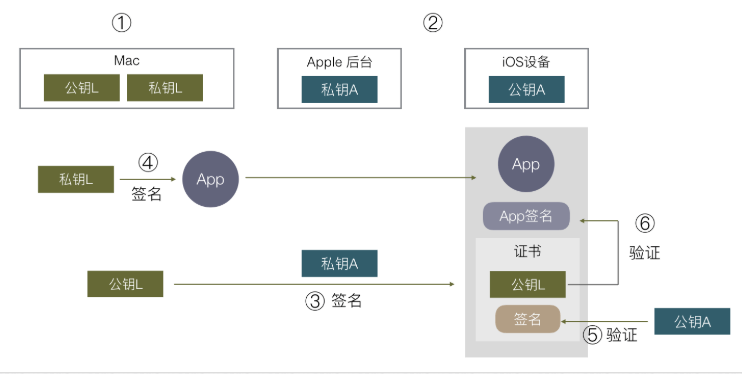 ①
②
Mac
公钥L
私钥L
Apple 后台
私钥A
iOS设备
公钥A
私钥L
④
签名
App
App
App签名
⑥
验证
证书
公钥L
私钥A
③ 签名
公钥L
签名
⑤ 验证
公钥A